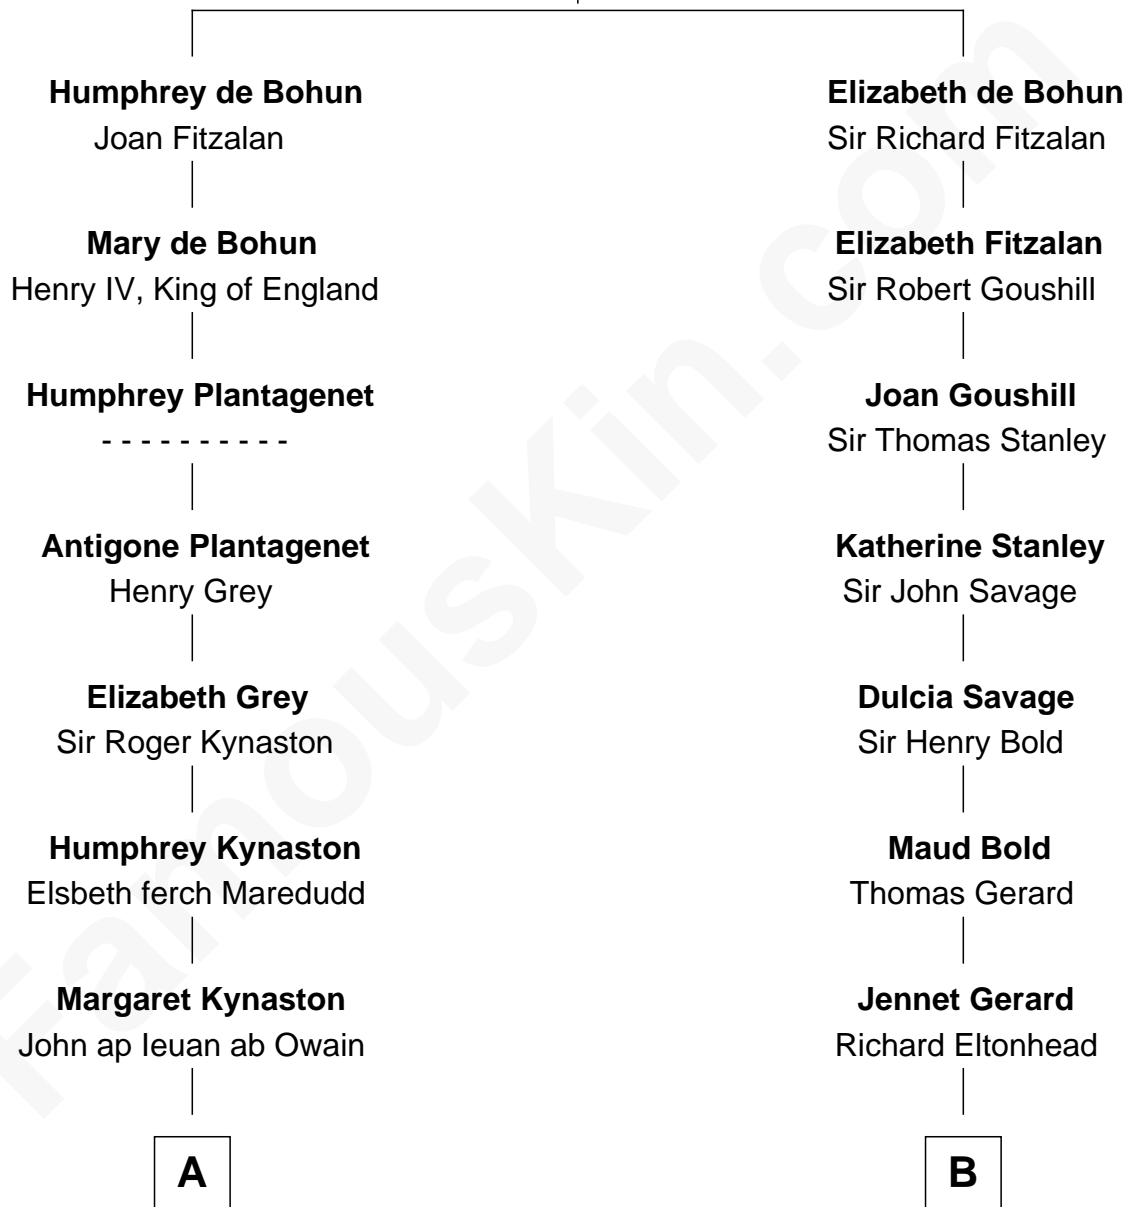 Humphrey de Bohun
Joan Fitzalan
Mary de Bohun
Henry IV, King of England
Humphrey Plantagenet
- - - - - - - - - -
Antigone Plantagenet
Henry Grey
Elizabeth Grey
Sir Roger Kynaston
Humphrey Kynaston
Elsbeth ferch Maredudd
Margaret Kynaston
John ap Ieuan ab Owain
A
Elizabeth de Bohun
Sir Richard Fitzalan
Elizabeth Fitzalan
Sir Robert Goushill
Joan Goushill
Sir Thomas Stanley
Katherine Stanley
Sir John Savage
Dulcia Savage
Sir Henry Bold
Maud Bold
Thomas Gerard
Jennet Gerard
Richard Eltonhead
B
FamousKin.com